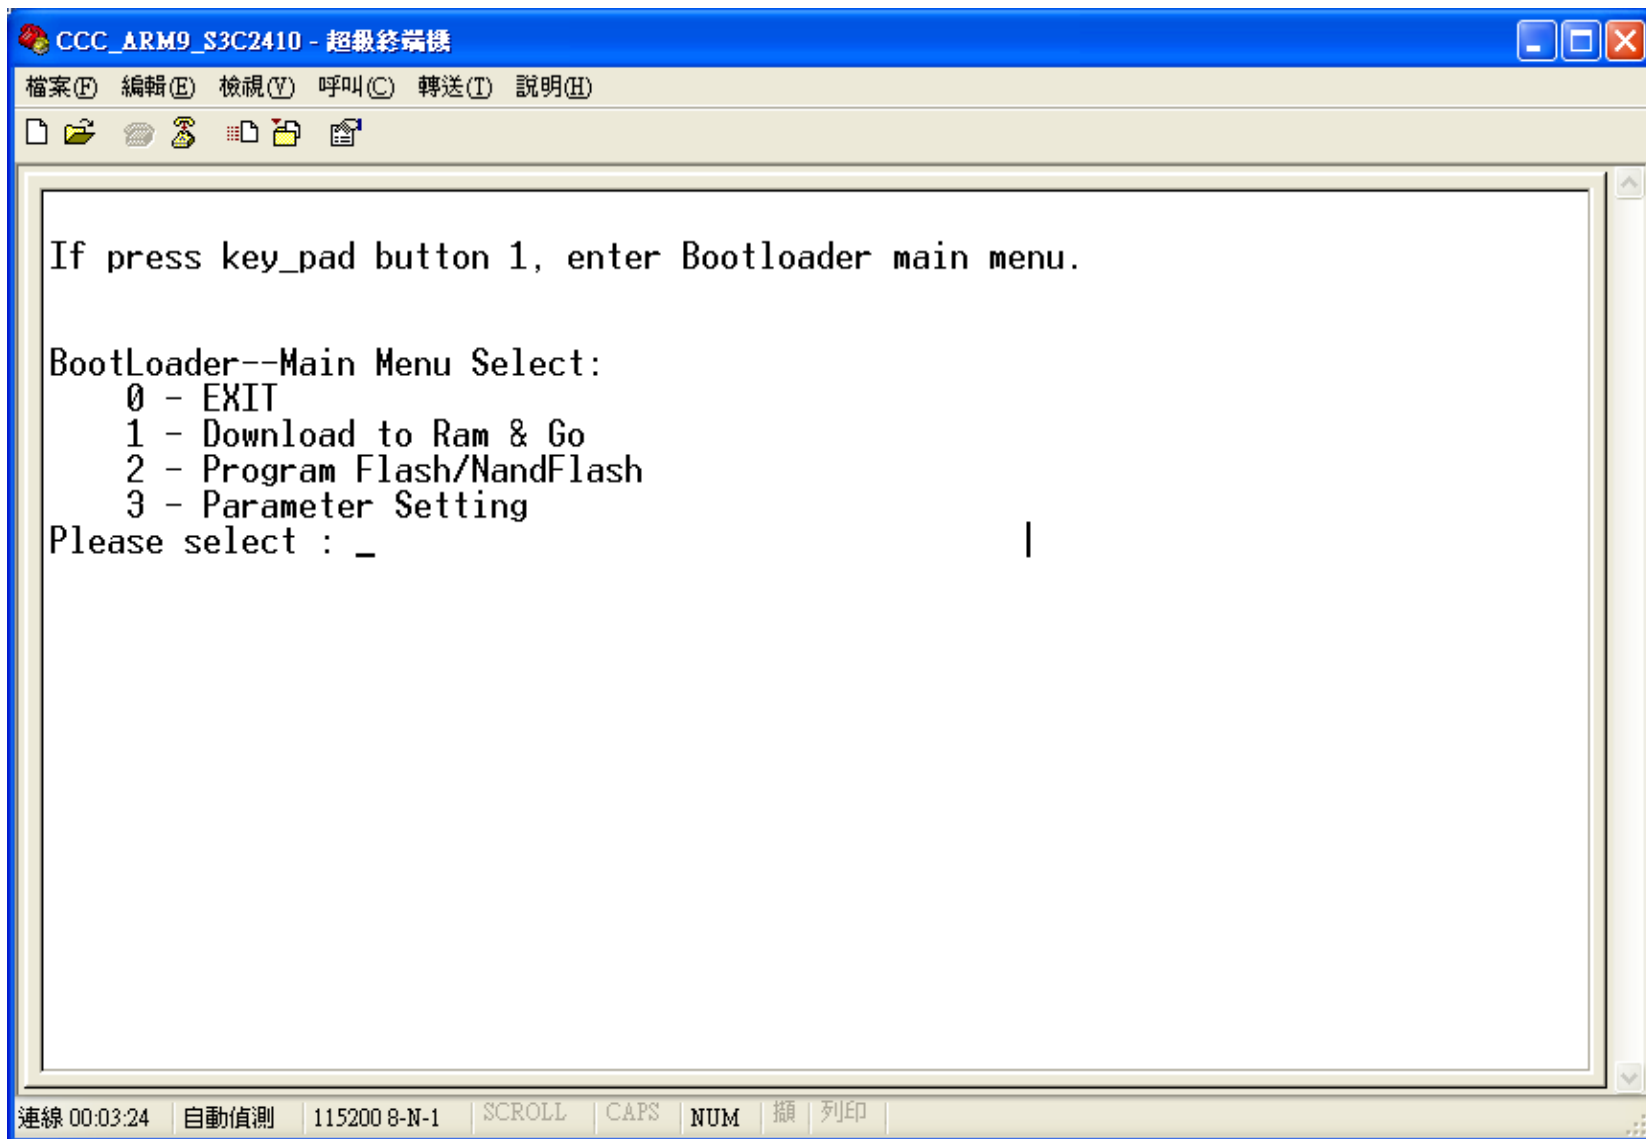 CCC_ARM9_S3C2410 - 超級終端機
檔案(F) 編輯(E) 檢視(V) 呼叫(C) 轉送(T) 說明(H)
If press key_pad button 1, enter Bootloader main menu.
BootLoader--Main Menu Select:
0 - EXIT
1 - Download to Ram & Go
2 - Program Flash/NandFlash
3 - Parameter Setting
Please select : _
連線 00:03:24 自動偵測 115200 8-N-1 SCROLL CAPS NUM 擷 列印